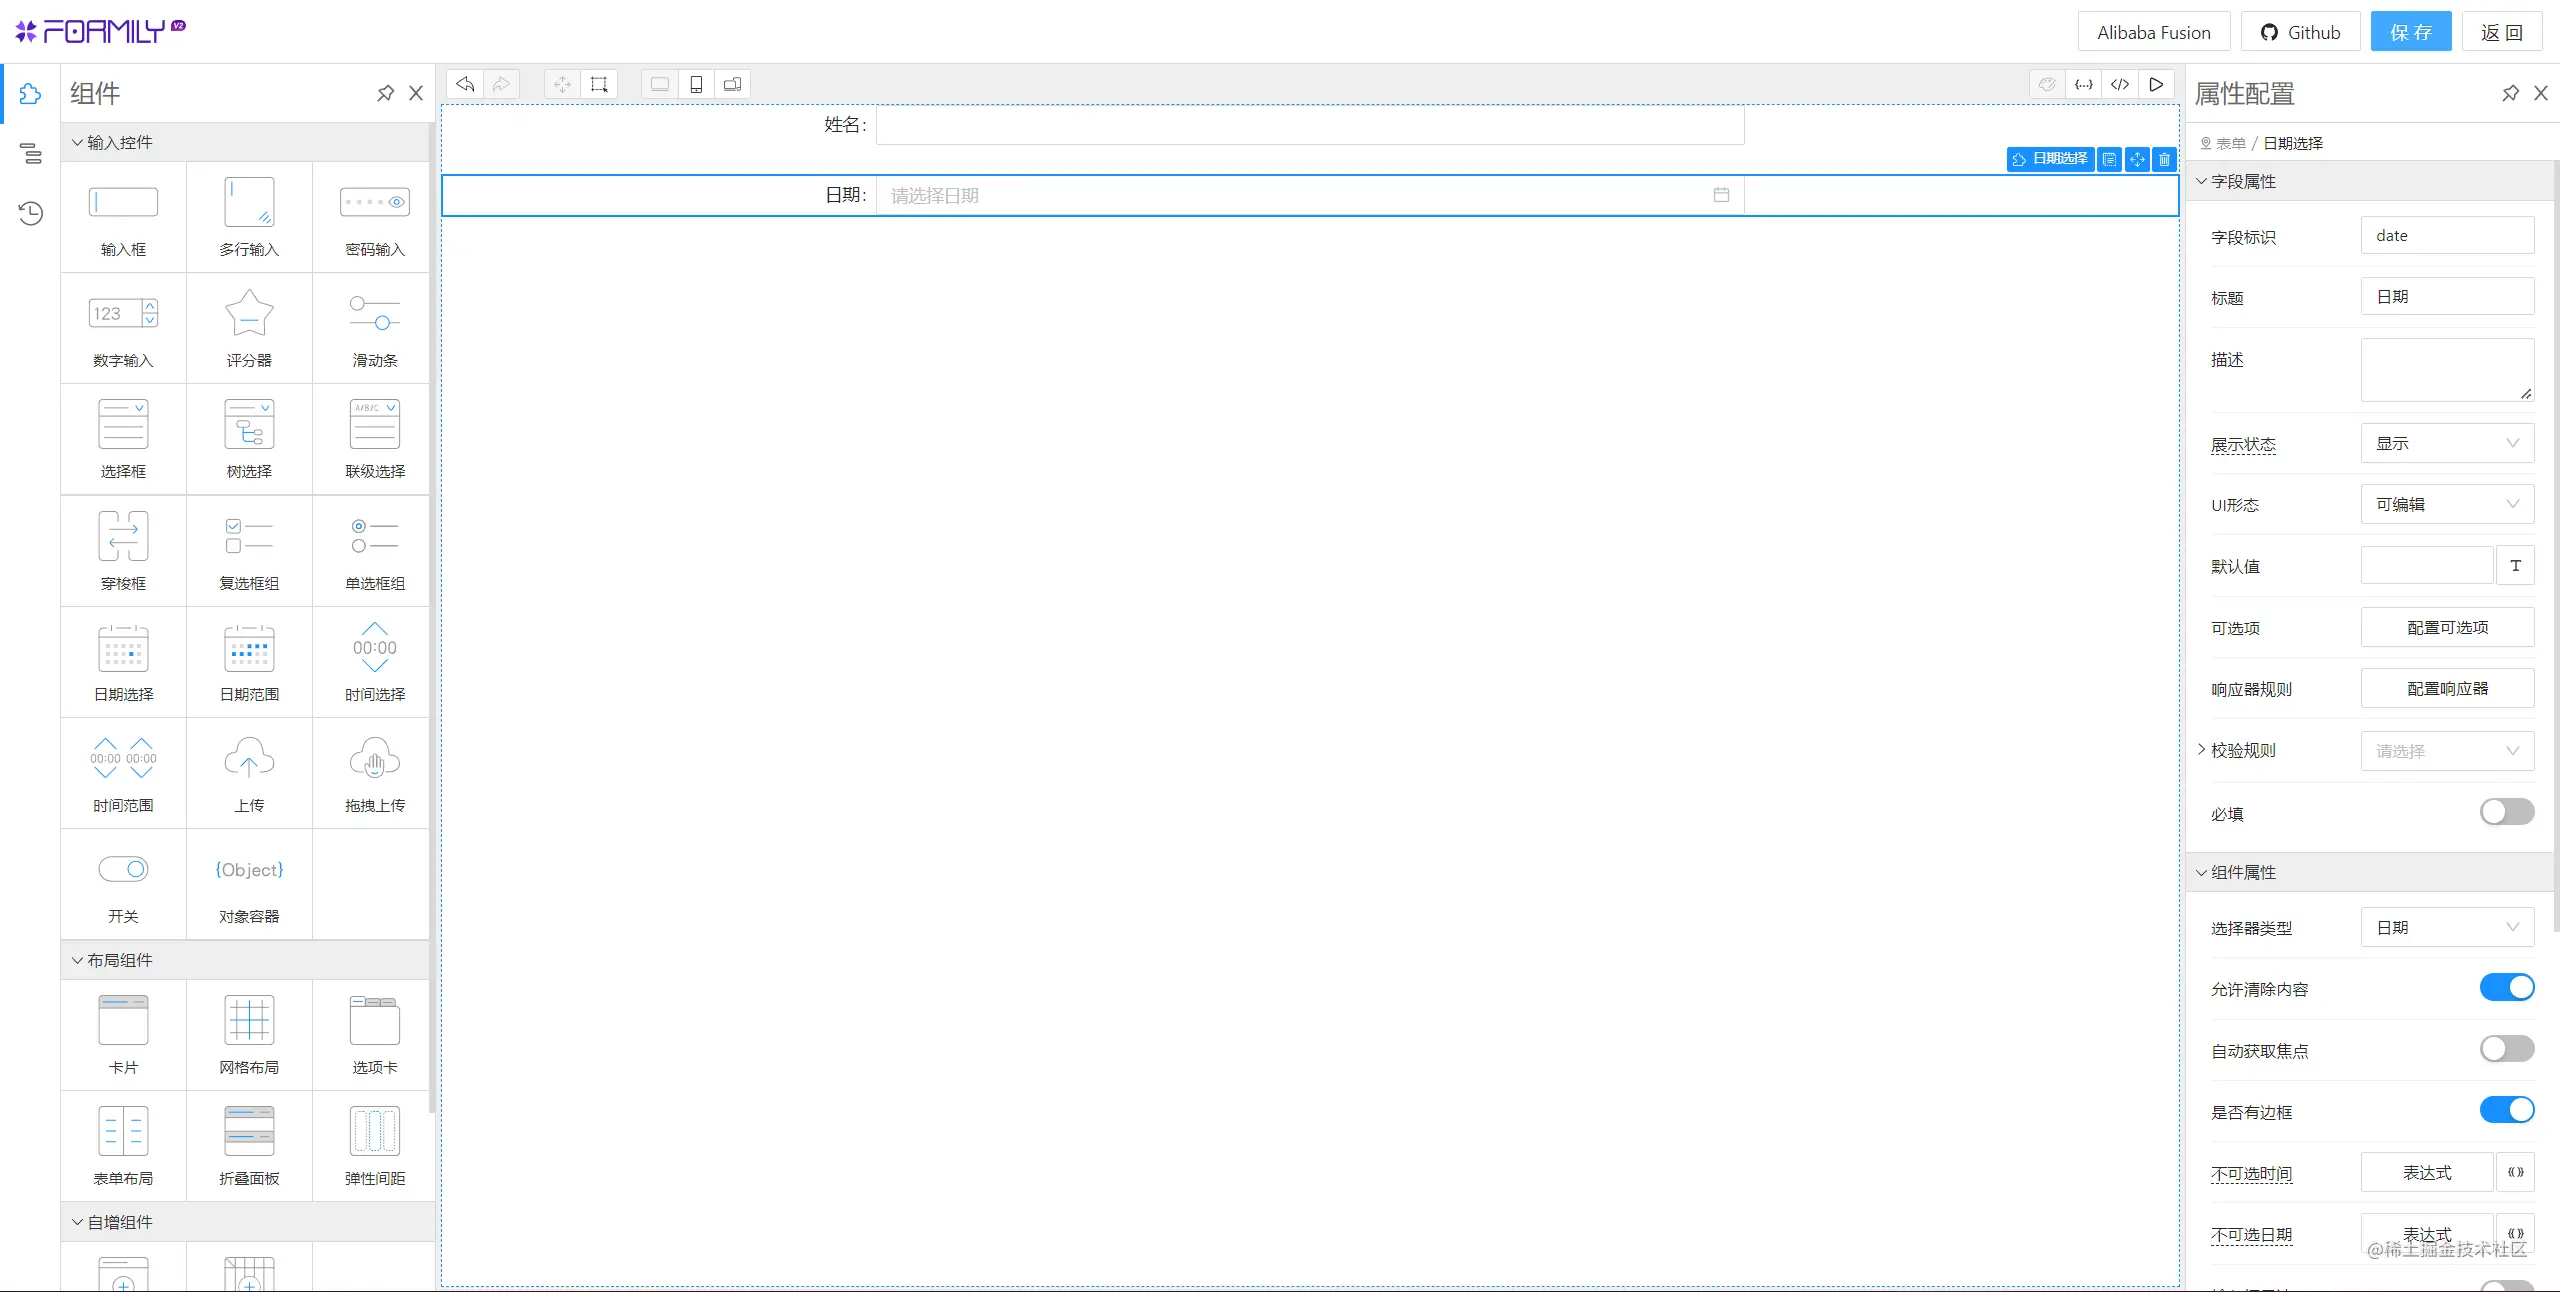 FORMILY V2
Alibaba Fusion
Github
保 存
返 回
组件
输入控件
输入框
多行输入
密码输入
123
数字输入
评分器
滑动条
选择框
树选择
A/B/C
联级选择
穿梭框
复选框组
单选框组
日期选择
日期范围
00:00
时间选择
00:00 00:00
时间范围
上传
拖拽上传
开关
{Object}
对象容器
布局组件
卡片
网格布局
选项卡
表单布局
折叠面板
弹性间距
自增组件
{...}
</>
姓名:
日期选择
日期:
请选择日期
属性配置
表单 / 日期选择
字段属性
字段标识
date
标题
日期
描述
展示状态
显示
UI形态
可编辑
默认值
T
可选项
配置可选项
响应器规则
配置响应器
校验规则
请选择
必填
组件属性
选择器类型
日期
允许清除内容
自动获取焦点
是否有边框
不可选时间
表达式
不可选日期
表达式
@稀土掘金技术社区